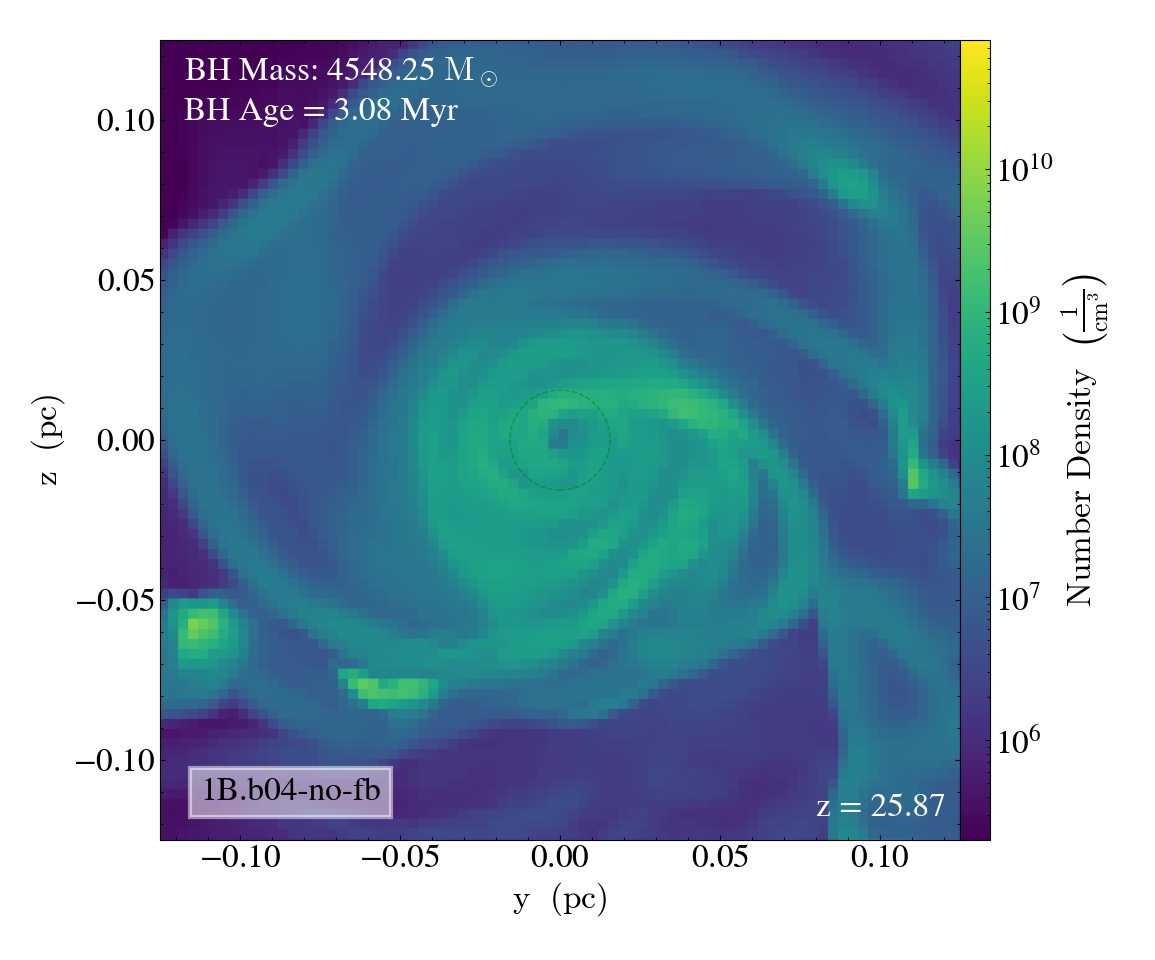 BH Mass: 4548.25 M⊙
BH Age = 3.08 Myr
0.10
0.05
0.00
−0.05
−0.10
z (pc)
1B.b04-no-fb
z = 25.87
−0.10 −0.05 0.00 0.05 0.10
y (pc)
10¹⁰
10⁹
10⁸
10⁷
10⁶
Number Density (1/cm³)